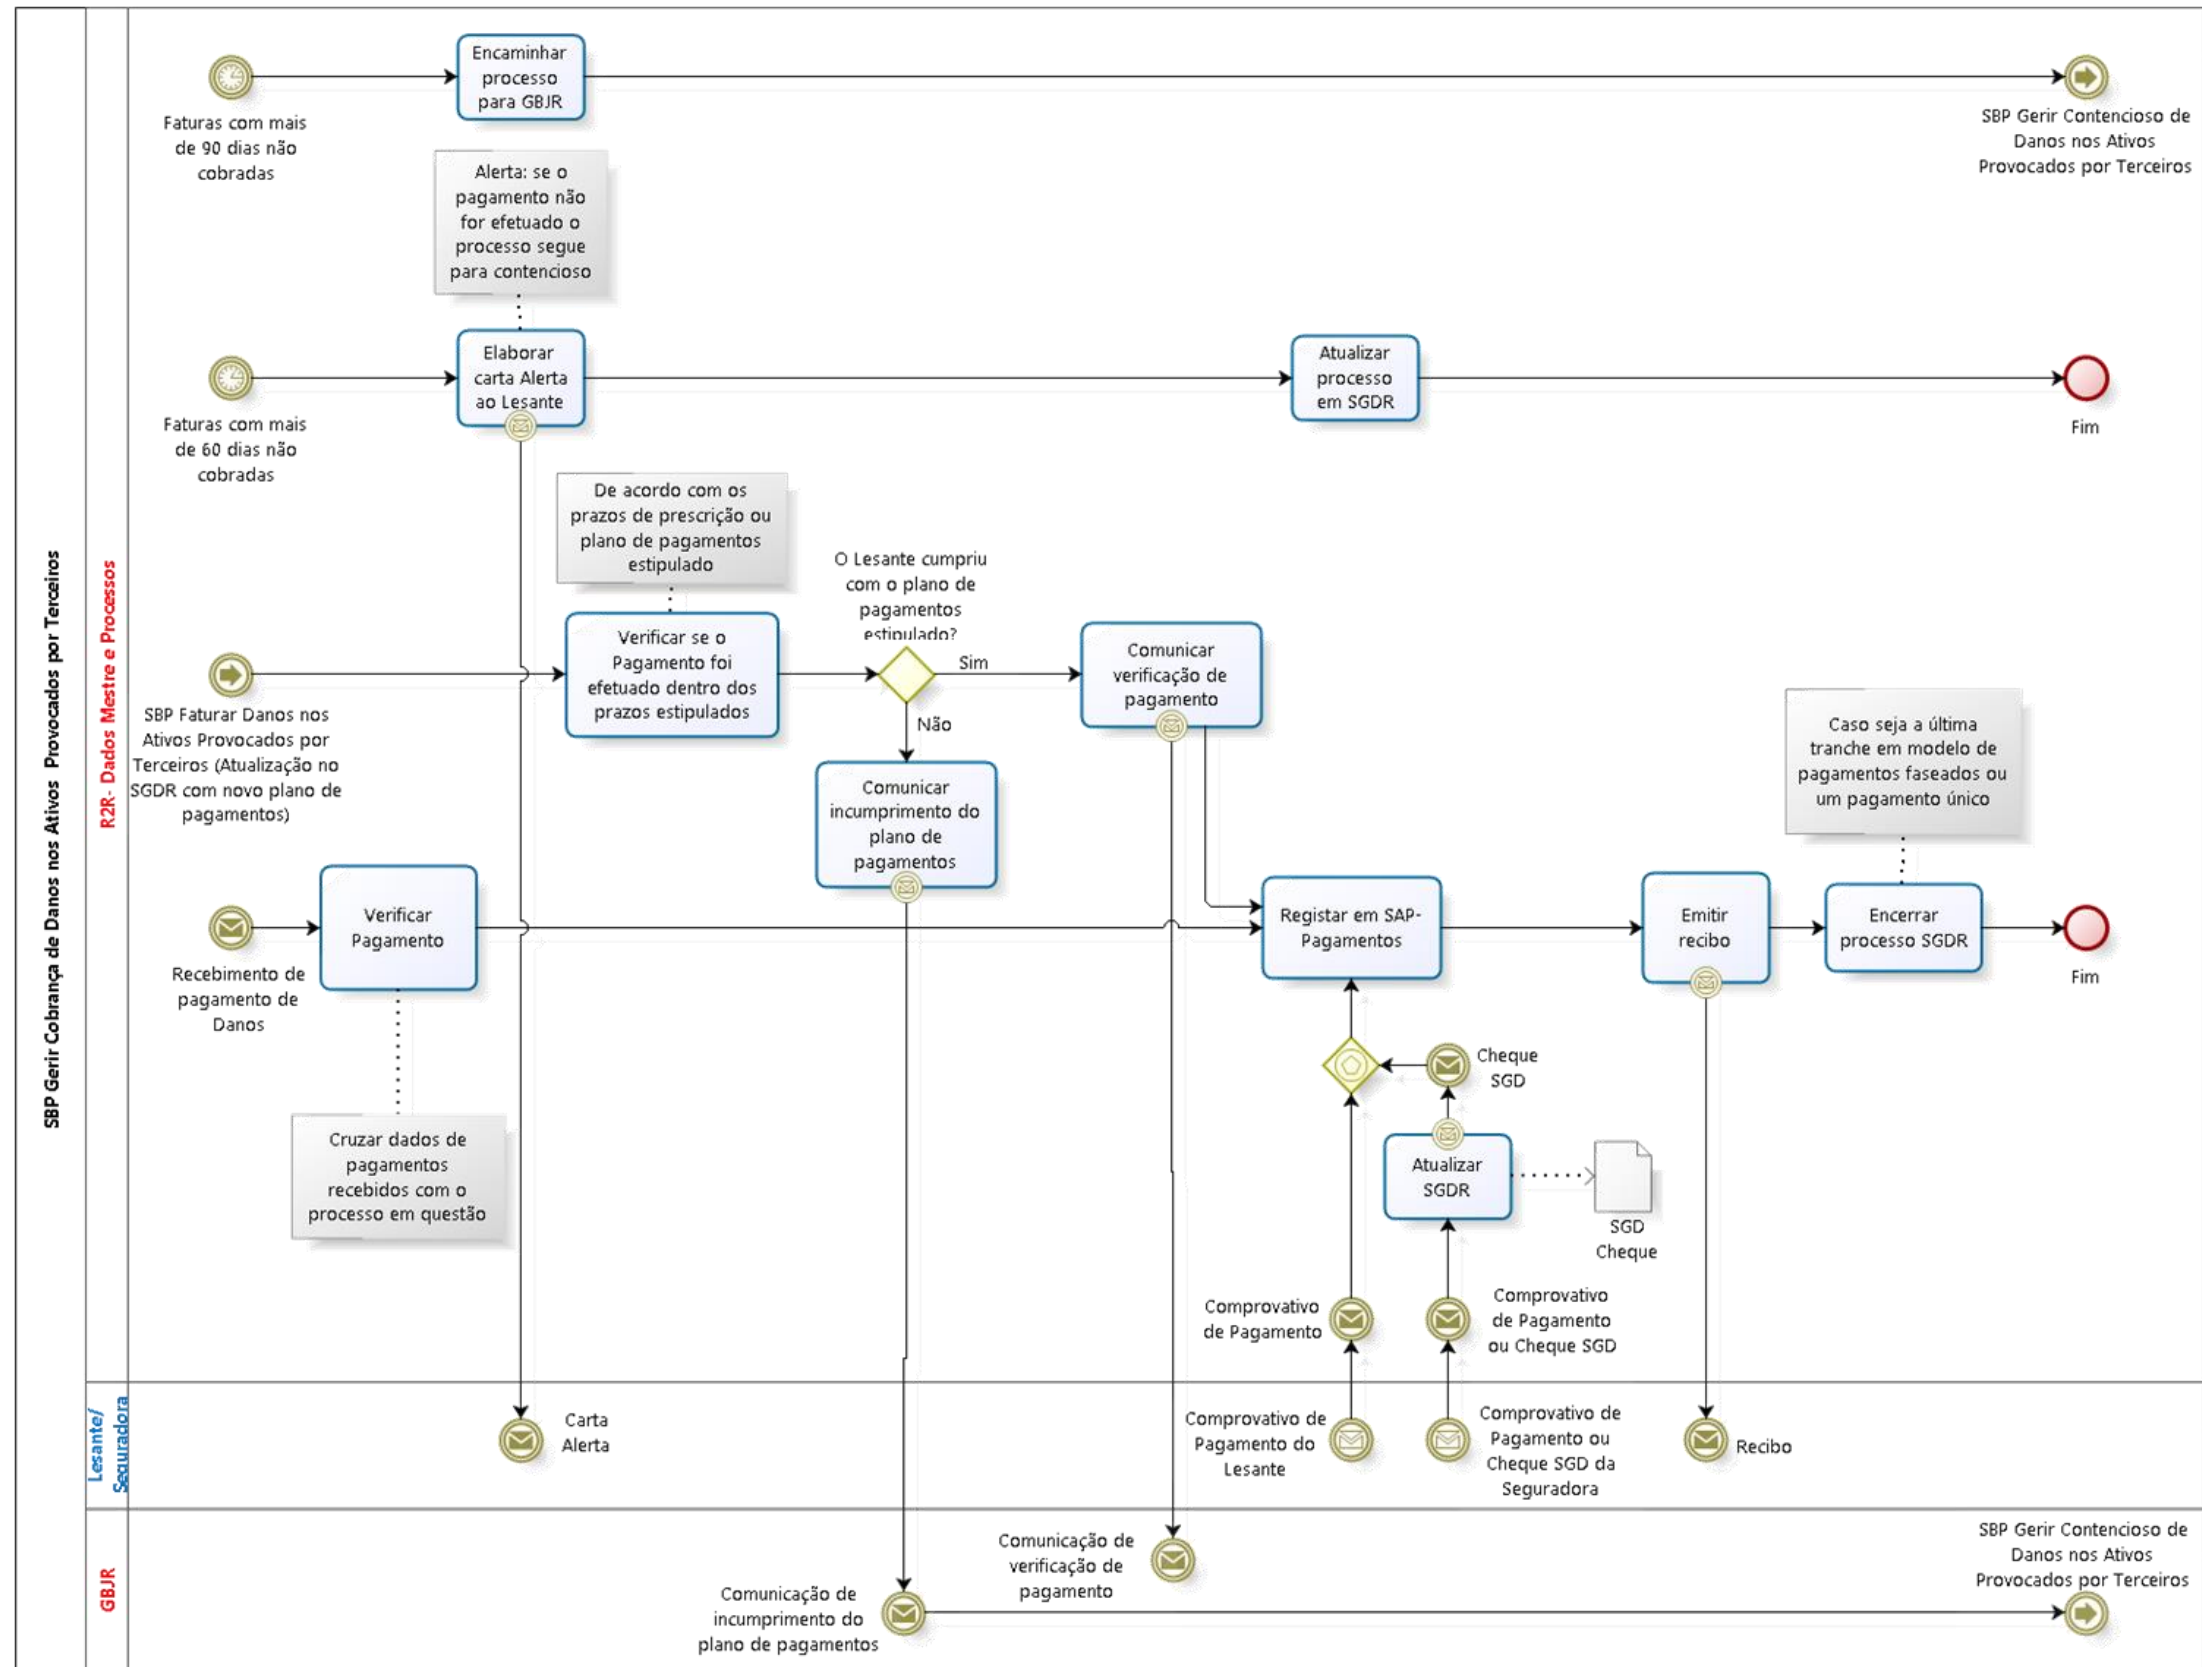 SBP Gerir Cobrança de Danos nos Ativos Provocados por Terceiros
R2R- Dados Mestre e Processos
Encaminhar
processo
para GBJR
Faturas com mais
de 90 dias não
cobradas
SBP Gerir Contencioso de
Danos nos Ativos
Provocados por Terceiros
Alerta: se o
pagamento não
for efetuado o
processo segue
para contencioso
Elaborar
carta Alerta
ao Lesante
Atualizar
processo
em SGDR
Faturas com mais
de 60 dias não
cobradas
Fim
De acordo com os
prazos de prescrição ou
plano de pagamentos
estipulado
O Lesante cumpriu
com o plano de
pagamentos
estipulado?
Verificar se o
Pagamento foi
efetuado dentro dos
prazos estipulados
Sim
Não
Comunicar
verificação de
pagamento
SBP Faturar Danos nos
Ativos Provocados por
Terceiros (Atualização no
SGDR com novo plano de
pagamentos)
Comunicar
incumprimento do
plano de
pagamentos
Caso seja a última
tranche em modelo de
pagamentos faseados ou
um pagamento único
Verificar
Pagamento
Recebimento de
pagamento de
Danos
Registar em SAP-
Pagamentos
Emitir
recibo
Encerrar
processo SGDR
Fim
Cheque
SGD
Cruzar dados de
pagamentos
recebidos com o
processo em questão
Atualizar
SGDR
SGD
Cheque
Comprovativo
de Pagamento
Comprovativo
de Pagamento
ou Cheque SGD
Lesante/
Seguradora
Carta
Alerta
Comprovativo de
Pagamento do
Lesante
Comprovativo de
Pagamento ou
Cheque SGD da
Seguradora
Recibo
GBJR
Comunicação de
verificação de
pagamento
Comunicação de
incumprimento do
plano de pagamentos
SBP Gerir Contencioso de
Danos nos Ativos
Provocados por Terceiros